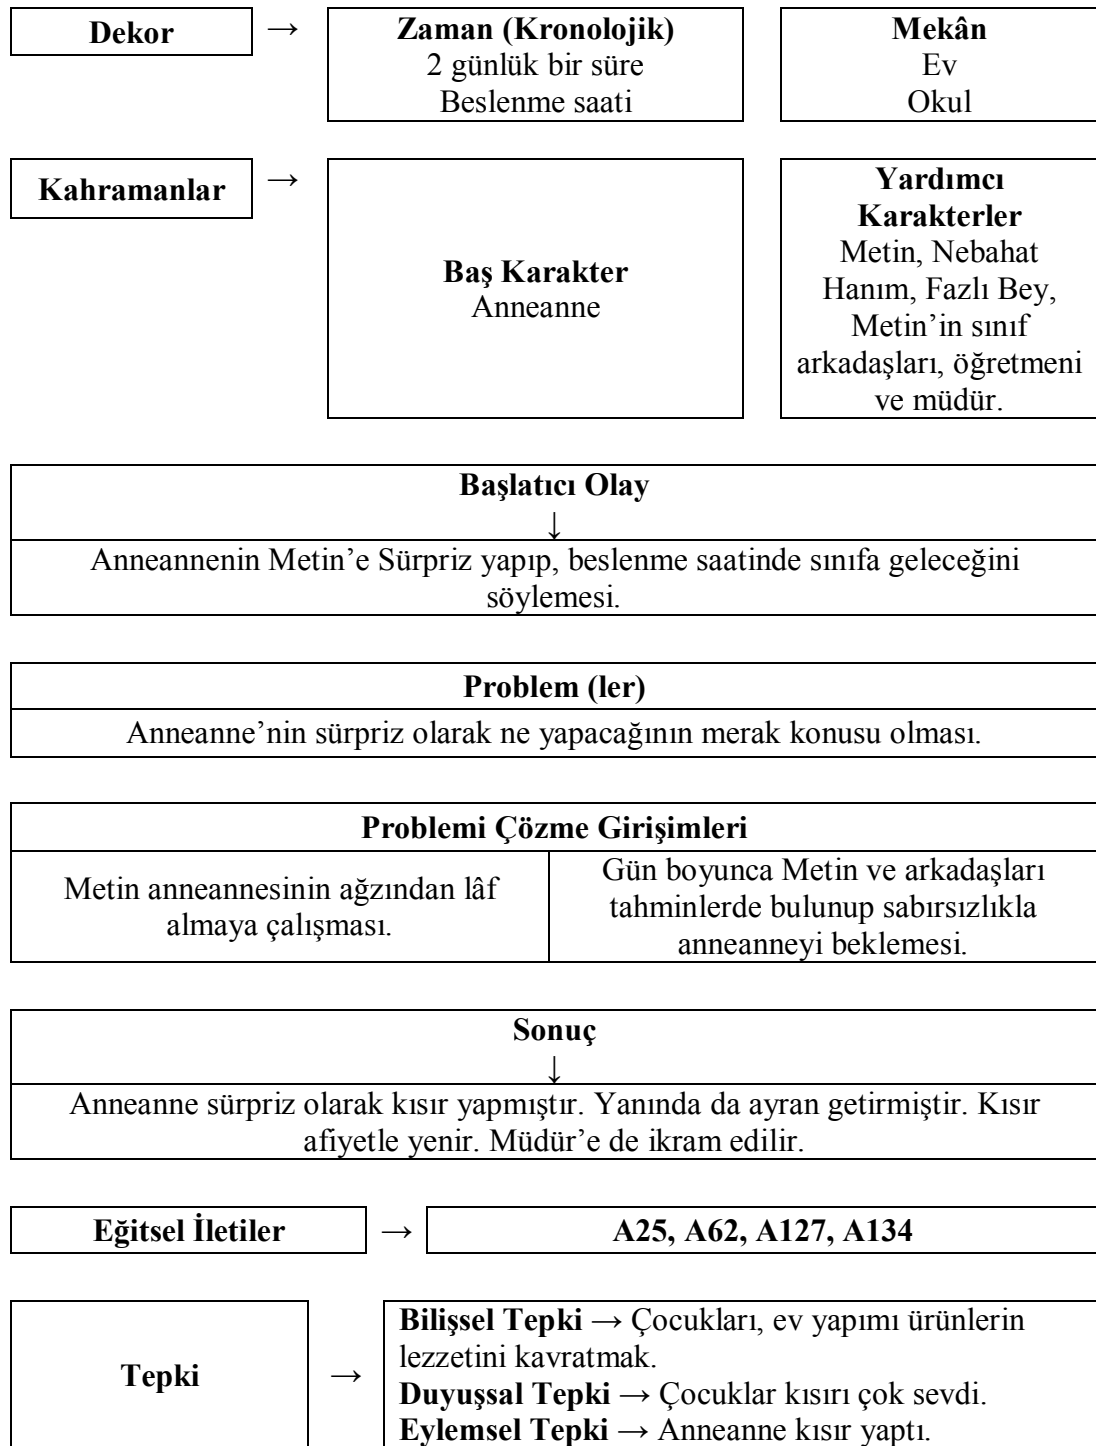 Dekor
→
Zaman (Kronolojik)
2 günlük bir süre
Beslenme saati
Mekân
Ev
Okul
Kahramanlar
→
Baş Karakter
Anneanne
Yardımcı
Karakterler
Metin, Nebahat
Hanım, Fazlı Bey,
Metin’in sınıf
arkadaşları, öğretmeni
ve müdür.
Başlatıcı Olay
↓
Anneannenin Metin’e Sürpriz yapıp, beslenme saatinde sınıfa geleceğini
söylemesi.
Problem (ler)
Anneanne’nin sürpriz olarak ne yapacağının merak konusu olması.
Problemi Çözme Girişimleri
Metin anneannesinin ağzından lâf
almaya çalışması.
Gün boyunca Metin ve arkadaşları
tahminlerde bulunup sabırsızlıkla
anneanneyi beklemesi.
Sonuç
↓
Anneanne sürpriz olarak kısır yapmıştır. Yanında da ayran getirmiştir. Kısır
afiyetle yenir. Müdür’e de ikram edilir.
Eğitsel İletiler
→
A25, A62, A127, A134
Tepki
→
Bilişsel Tepki → Çocukları, ev yapımı ürünlerin
lezzetini kavratmak.
Duyuşsal Tepki → Çocuklar kısırı çok sevdi.
Eylemsel Tepki → Anneanne kısır yaptı.